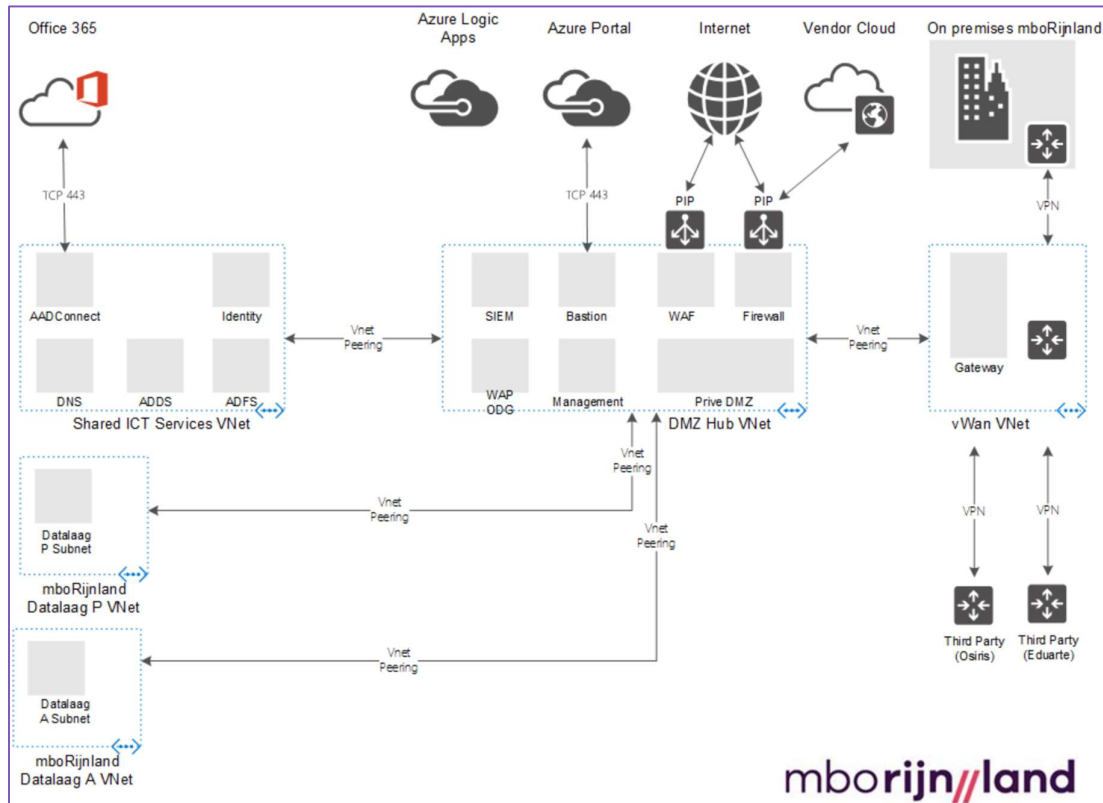 Office 365
Azure Logic
Apps
Azure Portal
Internet
Vendor Cloud
On premises mboRijnland
TCP 443
TCP 443
PIP
PIP
VPN
AADConnect
Identity
SIEM
Bastion
WAF
Firewall
Vnet
Peering
Vnet
Peering
Gateway
DNS
ADDS
ADFS
WAP
ODG
Management
Prive DMZ
Shared ICT Services VNet
DMZ Hub VNet
vWan VNet
Vnet
Peering
Vnet
Peering
Vnet
Peering
VPN
VPN
Datalaag
P Subnet
mboRijnland
Datalaag P VNet
Third Party
(Osiris)
Third Party
(Eduarte)
Vnet
Peering
Datalaag
A Subnet
mboRijnland
Datalaag A VNet
mborijnland